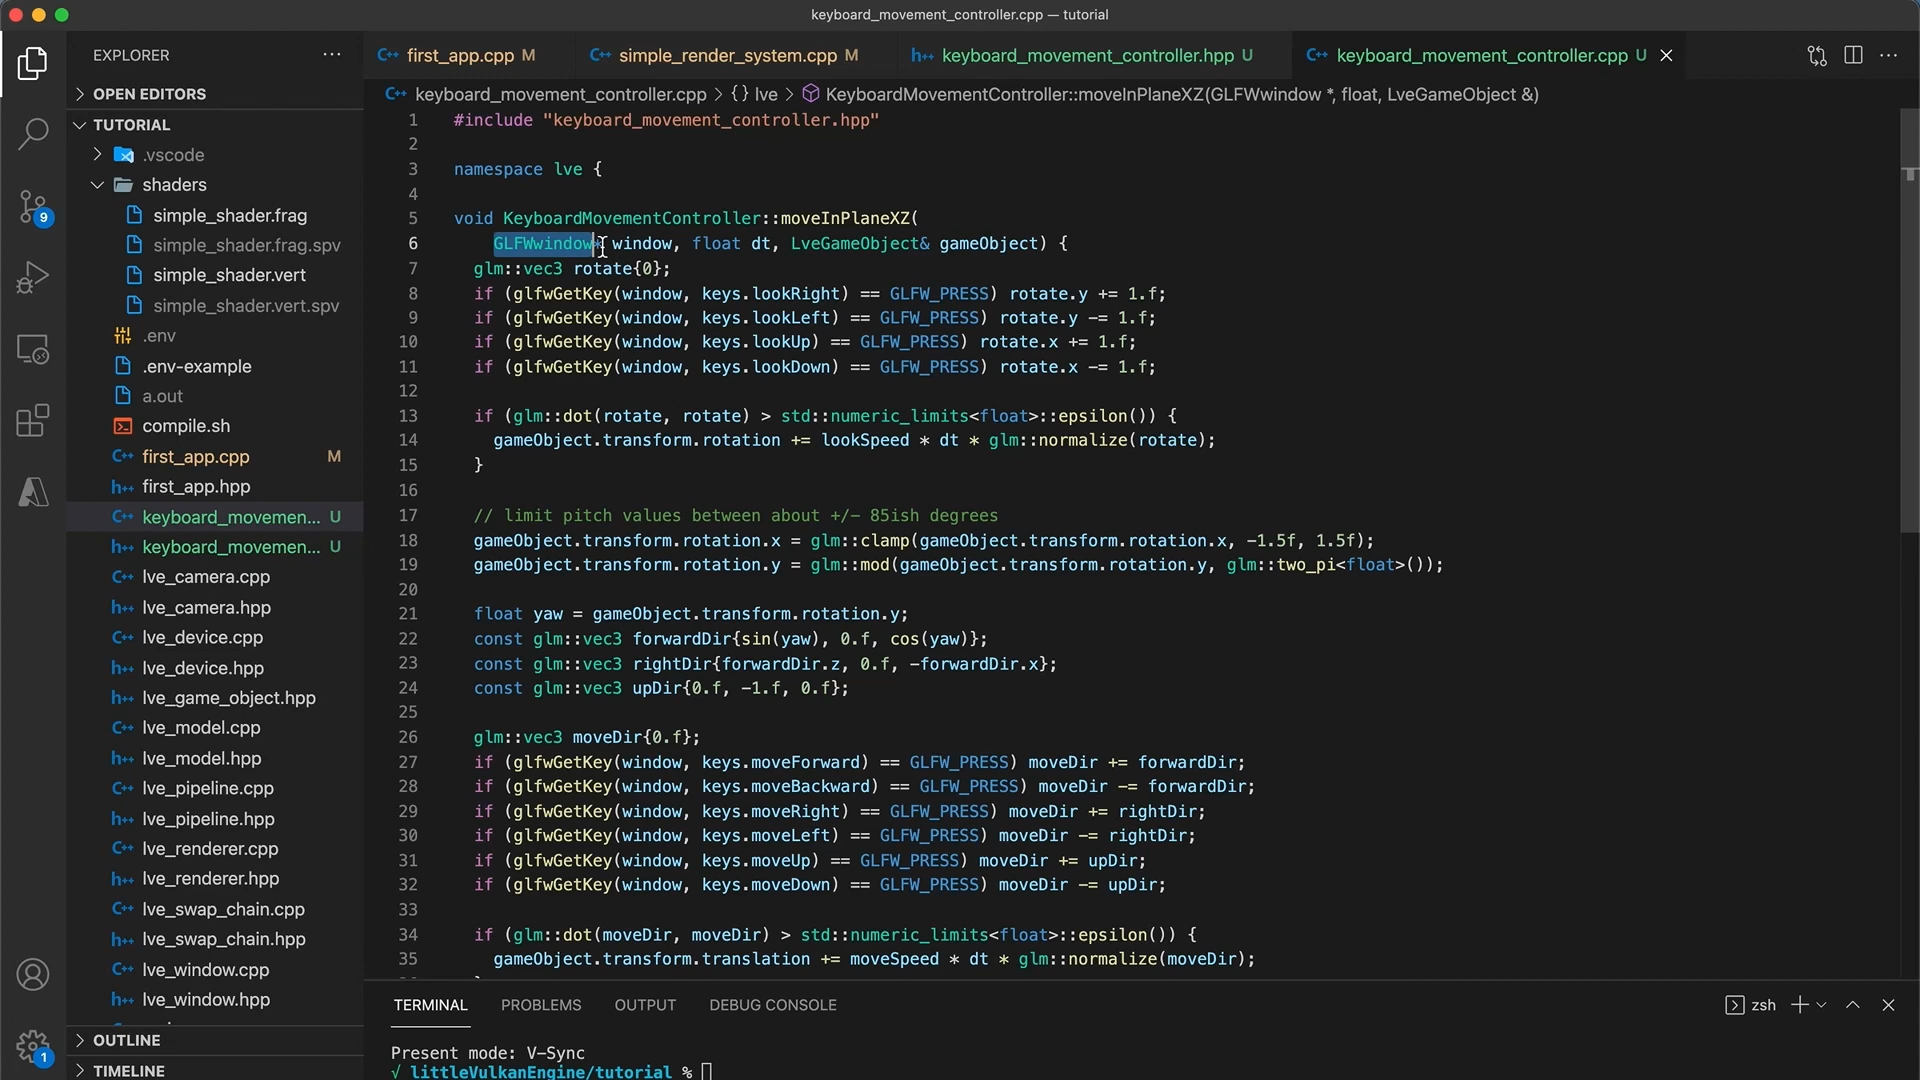 keyboard_movement_controller.cpp — tutorial
EXPLORER
OPEN EDITORS
TUTORIAL
.vscode
shaders
simple_shader.frag
simple_shader.frag.spv
simple_shader.vert
simple_shader.vert.spv
.env
.env-example
a.out
compile.sh
C++ first_app.cpp M
h++ first_app.hpp
C++ keyboard_movemen... U
h++ keyboard_movemen... U
C++ lve_camera.cpp
h++ lve_camera.hpp
C++ lve_device.cpp
h++ lve_device.hpp
h++ lve_game_object.hpp
C++ lve_model.cpp
h++ lve_model.hpp
C++ lve_pipeline.cpp
h++ lve_pipeline.hpp
C++ lve_renderer.cpp
h++ lve_renderer.hpp
C++ lve_swap_chain.cpp
h++ lve_swap_chain.hpp
C++ lve_window.cpp
h++ lve_window.hpp
OUTLINE
TIMELINE
9
1
C++ first_app.cpp M C++ simple_render_system.cpp M h++ keyboard_movement_controller.hpp U C++ keyboard_movement_controller.cpp U
C++ keyboard_movement_controller.cpp > {} lve > KeyboardMovementController::moveInPlaneXZ(GLFWwindow *, float, LveGameObject &)
1 #include "keyboard_movement_controller.hpp"
2
3 namespace lve {
4
5 void KeyboardMovementController::moveInPlaneXZ(
6 GLFWwindow* window, float dt, LveGameObject& gameObject) {
7 glm::vec3 rotate{0};
8 if (glfwGetKey(window, keys.lookRight) == GLFW_PRESS) rotate.y += 1.f;
9 if (glfwGetKey(window, keys.lookLeft) == GLFW_PRESS) rotate.y -= 1.f;
10 if (glfwGetKey(window, keys.lookUp) == GLFW_PRESS) rotate.x += 1.f;
11 if (glfwGetKey(window, keys.lookDown) == GLFW_PRESS) rotate.x -= 1.f;
12
13 if (glm::dot(rotate, rotate) > std::numeric_limits<float>::epsilon()) {
14 gameObject.transform.rotation += lookSpeed * dt * glm::normalize(rotate);
15 }
16
17 // limit pitch values between about +/- 85ish degrees
18 gameObject.transform.rotation.x = glm::clamp(gameObject.transform.rotation.x, -1.5f, 1.5f);
19 gameObject.transform.rotation.y = glm::mod(gameObject.transform.rotation.y, glm::two_pi<float>());
20
21 float yaw = gameObject.transform.rotation.y;
22 const glm::vec3 forwardDir{sin(yaw), 0.f, cos(yaw)};
23 const glm::vec3 rightDir{forwardDir.z, 0.f, -forwardDir.x};
24 const glm::vec3 upDir{0.f, -1.f, 0.f};
25
26 glm::vec3 moveDir{0.f};
27 if (glfwGetKey(window, keys.moveForward) == GLFW_PRESS) moveDir += forwardDir;
28 if (glfwGetKey(window, keys.moveBackward) == GLFW_PRESS) moveDir -= forwardDir;
29 if (glfwGetKey(window, keys.moveRight) == GLFW_PRESS) moveDir += rightDir;
30 if (glfwGetKey(window, keys.moveLeft) == GLFW_PRESS) moveDir -= rightDir;
31 if (glfwGetKey(window, keys.moveUp) == GLFW_PRESS) moveDir += upDir;
32 if (glfwGetKey(window, keys.moveDown) == GLFW_PRESS) moveDir -= upDir;
33
34 if (glm::dot(moveDir, moveDir) > std::numeric_limits<float>::epsilon()) {
35 gameObject.transform.translation += moveSpeed * dt * glm::normalize(moveDir);
TERMINAL PROBLEMS OUTPUT DEBUG CONSOLE zsh
Present mode: V-Sync
√ littleVulkanEngine/tutorial %